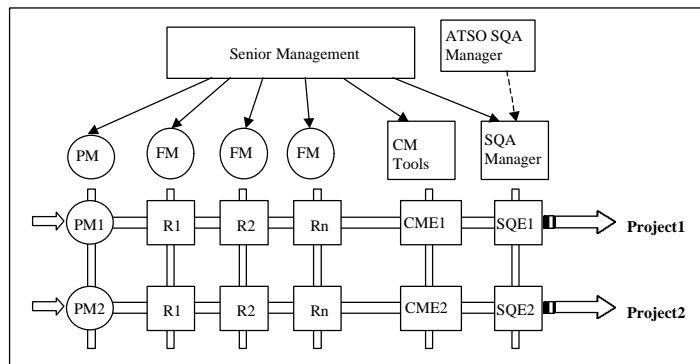 Senior Management
ATSO SQA
Manager
PM
FM
FM
FM
CM
Tools
SQA
Manager
PM1
R1
R2
Rn
CME1
SQE1
Project1
PM2
R1
R2
Rn
CME2
SQE2
Project2